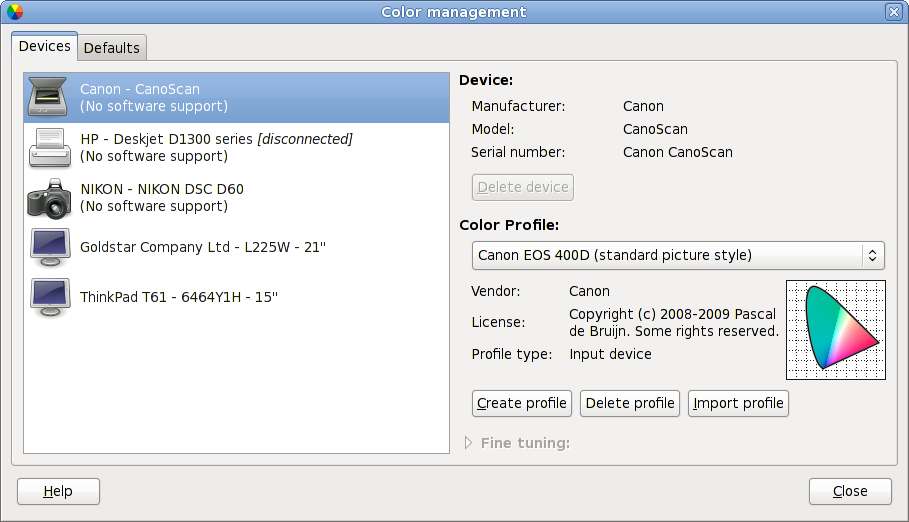 Color management
Devices
Defaults
Canon - CanoScan
(No software support)
HP - Deskjet D1300 series [disconnected]
(No software support)
NIKON - NIKON DSC D60
(No software support)
Goldstar Company Ltd - L225W - 21"
ThinkPad T61 - 6464Y1H - 15"
Device:
Manufacturer: Canon
Model: CanoScan
Serial number: Canon CanoScan
Delete device
Color Profile:
Canon EOS 400D (standard picture style)
Vendor: Canon
License: Copyright (c) 2008-2009 Pascal
de Bruijn. Some rights reserved.
Profile type: Input device
Create profile
Delete profile
Import profile
Fine tuning:
Help
Close